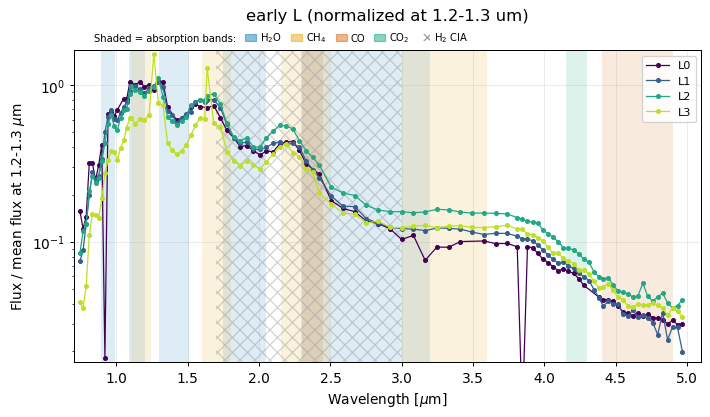 early L (normalized at 1.2-1.3 um)
Shaded = absorption bands: H₂O CH₄ CO CO₂ H₂ CIA
L0
L1
L2
L3
Flux / mean flux at 1.2-1.3 μm
10⁰
10⁻¹
1.0 1.5 2.0 2.5 3.0 3.5 4.0 4.5 5.0
Wavelength [μm]